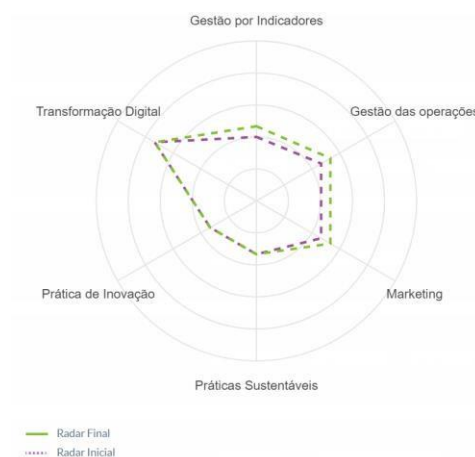 Gestão por Indicadores
Transformação Digital
Gestão das operações
Prática de Inovação
Marketing
Práticas Sustentáveis
Radar Final
Radar Inicial